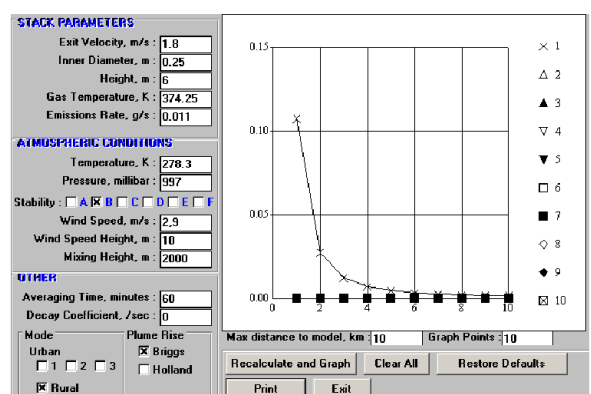 STACK PARAMETERS
Exit Velocity, m/s : 1.8
Inner Diameter, m : 0.25
Height, m : 6
Gas Temperature, K : 374.25
Emissions Rate, g/s : 0.011
ATMOSPHERIC CONDITIONS
Temperature, K : 278.3
Pressure, millibar : 997
Stability : A B C D E F
Wind Speed, m/s : 2,9
Wind Speed Height, m : 10
Mixing Height, m : 2000
OTHER
Averaging Time, minutes : 60
Decay Coefficient, /sec : 0
Mode
Urban
1 2 3
Rural
Plume Rise
Briggs
Holland
0.15
0.10
0.05
0.00
0 2 4 6 8 10
1
2
3
4
5
6
7
8
9
10
Max distance to model, km : 10 Graph Points : 10
Recalculate and Graph Clear All Restore Defaults
Print Exit